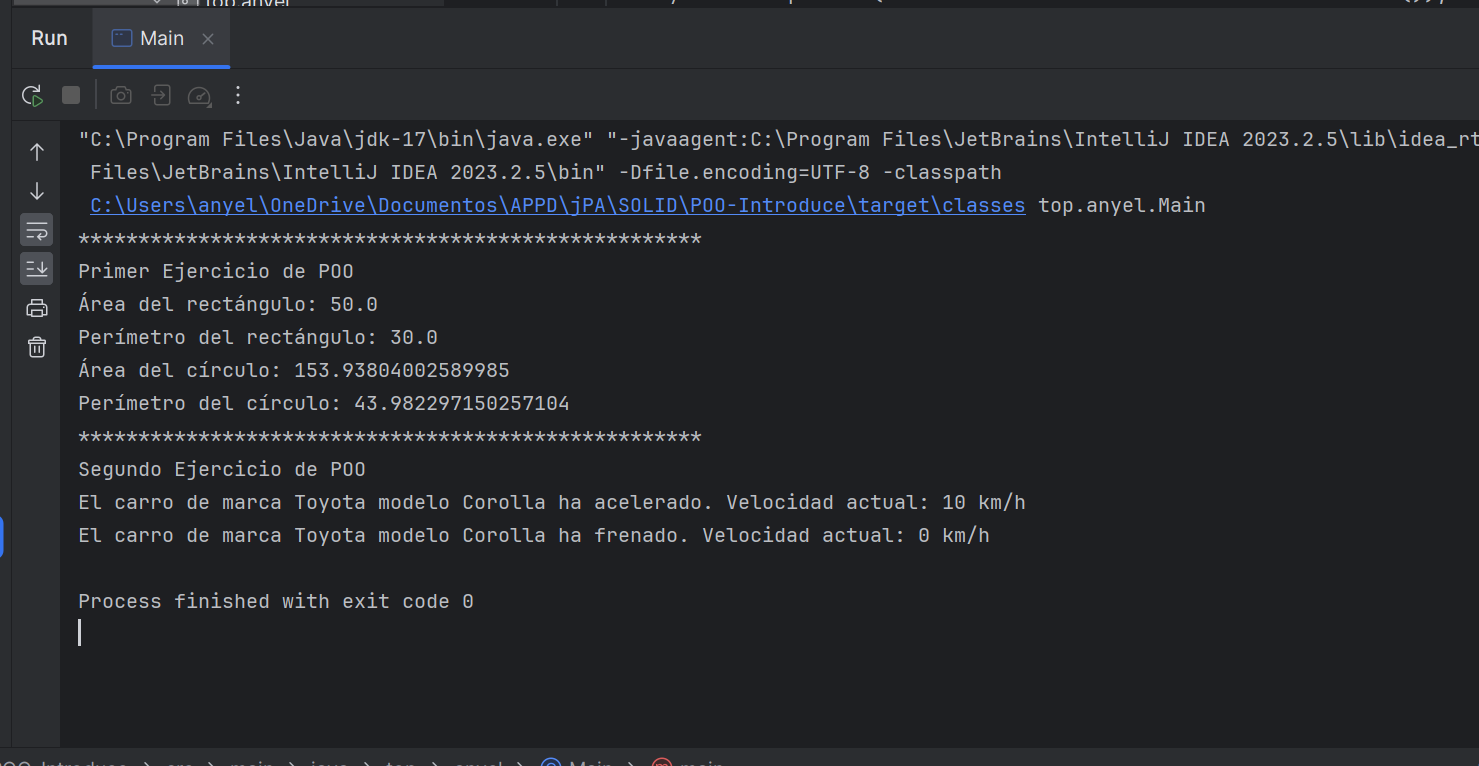 Run Main
"C:\Program Files\Java\jdk-17\bin\java.exe" "-javaagent:C:\Program Files\JetBrains\IntelliJ IDEA 2023.2.5\lib\idea_rt
Files\JetBrains\IntelliJ IDEA 2023.2.5\bin" -Dfile.encoding=UTF-8 -classpath
C:\Users\anyel\OneDrive\Documentos\APPD\jPA\SOLID\POO-Introduce\target\classes top.anyel.Main
****************************************************
Primer Ejercicio de POO
Área del rectángulo: 50.0
Perímetro del rectángulo: 30.0
Área del círculo: 153.93804002589985
Perímetro del círculo: 43.982297150257104
****************************************************
Segundo Ejercicio de POO
El carro de marca Toyota modelo Corolla ha acelerado. Velocidad actual: 10 km/h
El carro de marca Toyota modelo Corolla ha frenado. Velocidad actual: 0 km/h
Process finished with exit code 0